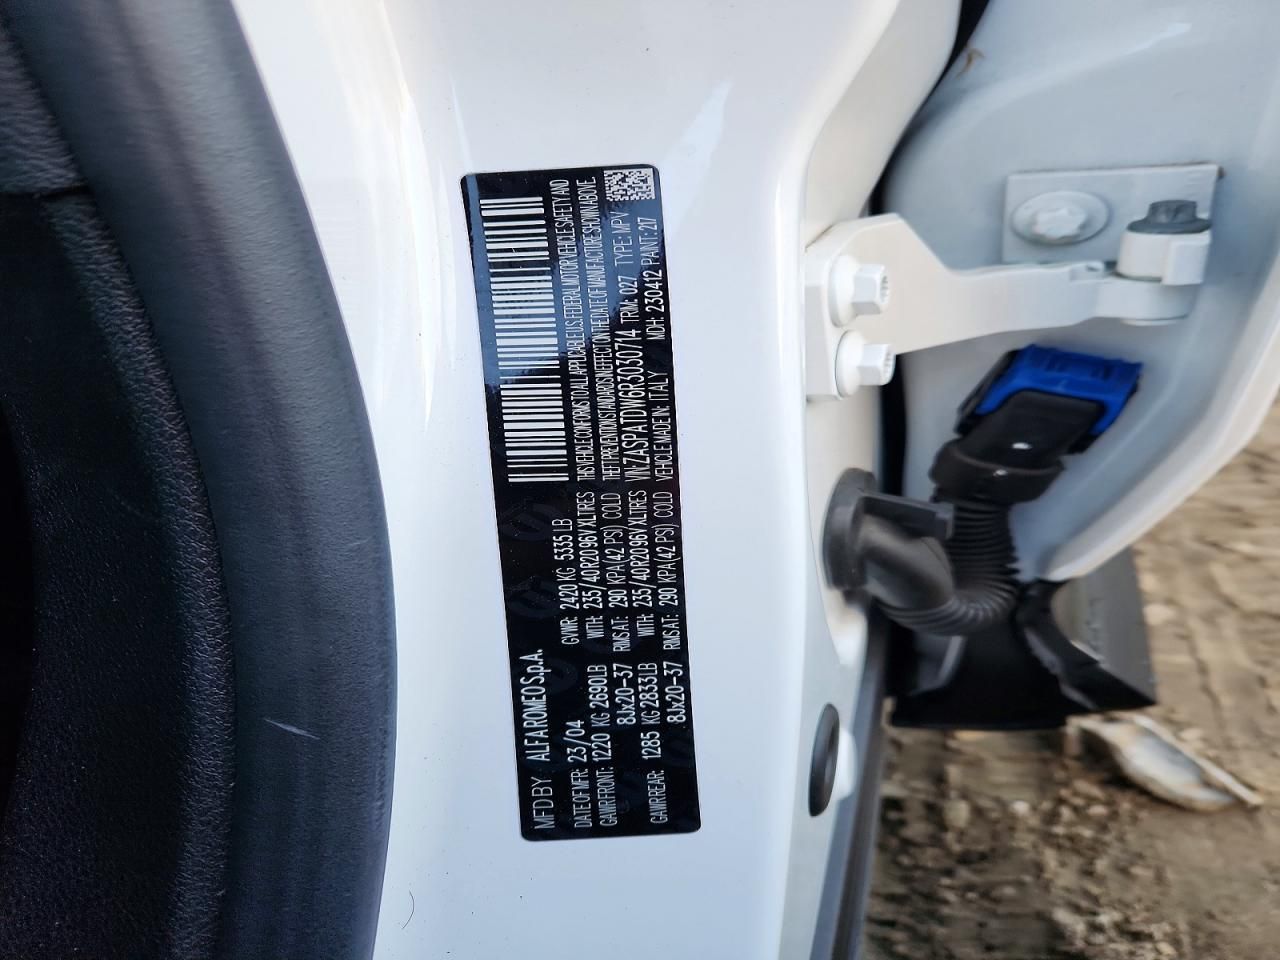 MFD BY ALFA ROMEO S.p.A.
DATE OF MFR: 23/04 GVWR: 2420 KG 5335 LB
GAWR FRONT: 1220 KG 2690 LB WITH: 235/40R20 96V XL TIRES
8Jx20-37 RIMS AT: 290 KPA(42 PSI) COLD
GAWR REAR: 1285 KG 2833 LB WITH: 235/40R20 96V XL TIRES
8Jx20-37 RIMS AT: 290 KPA(42 PSI) COLD
THIS VEHICLE CONFORMS TO ALL APPLICABLE U.S. FEDERAL MOTOR VEHICLE SAFETY AND
THEFT PREVENTION STANDARDS IN EFFECT ON THE DATE OF MANUFACTURE SHOWN ABOVE.
VIN: ZASPATDW6R3030714 TRM: 027 TYPE: MPV
VEHICLE MADE IN: ITALY MDH: 230412 PAINT: 217